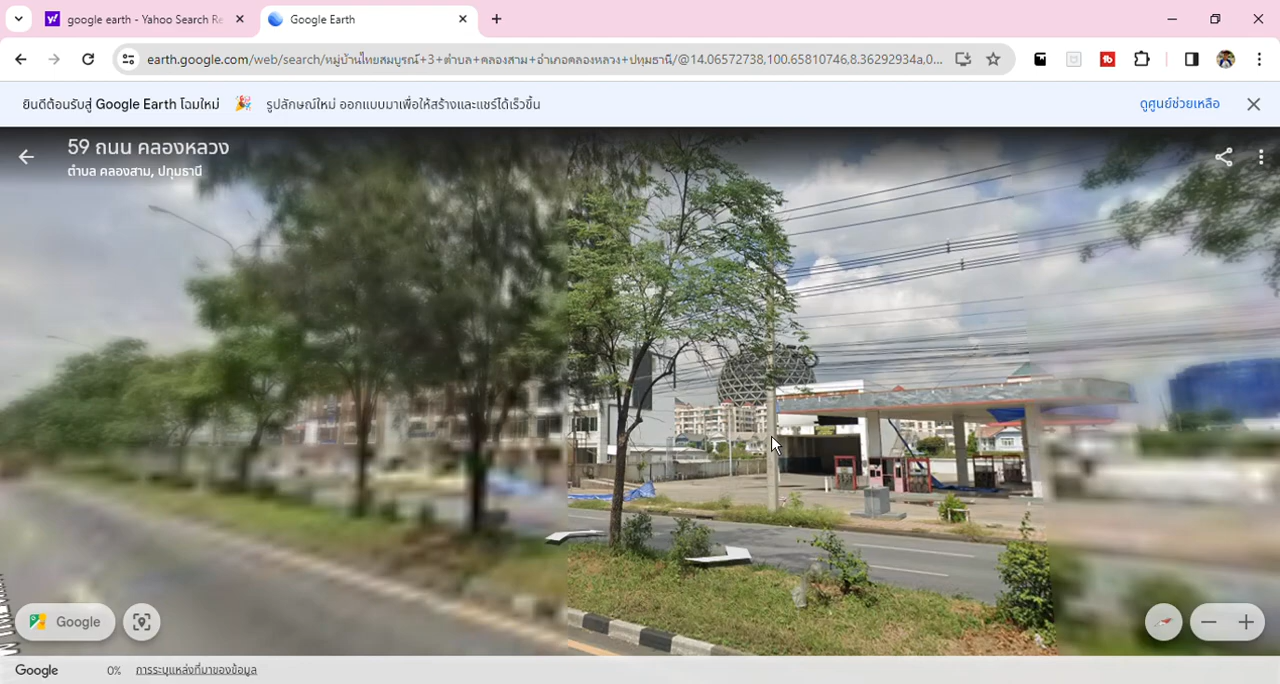 google earth - Yahoo Search Re
Google Earth
earth.google.com/web/search/หมู่บ้านไทยสมบูรณ์+3+ตำบล+คลองสาม+อำเภอคลองหลวง+ปทุมธานี/@14.06572738,100.65810746,8.36292934a,0...
ยินดีต้อนรับสู่ Google Earth โฉมใหม่ 🎉 รูปลักษณ์ใหม่ ออกแบบมาเพื่อให้สร้างและแชร์ได้เร็วขึ้น
ดูศูนย์ช่วยเหลือ
59 ถนน คลองหลวง
ตำบล คลองสาม, ปทุมธานี
Google
Google
0%
การระบุแหล่งที่มาของข้อมูล